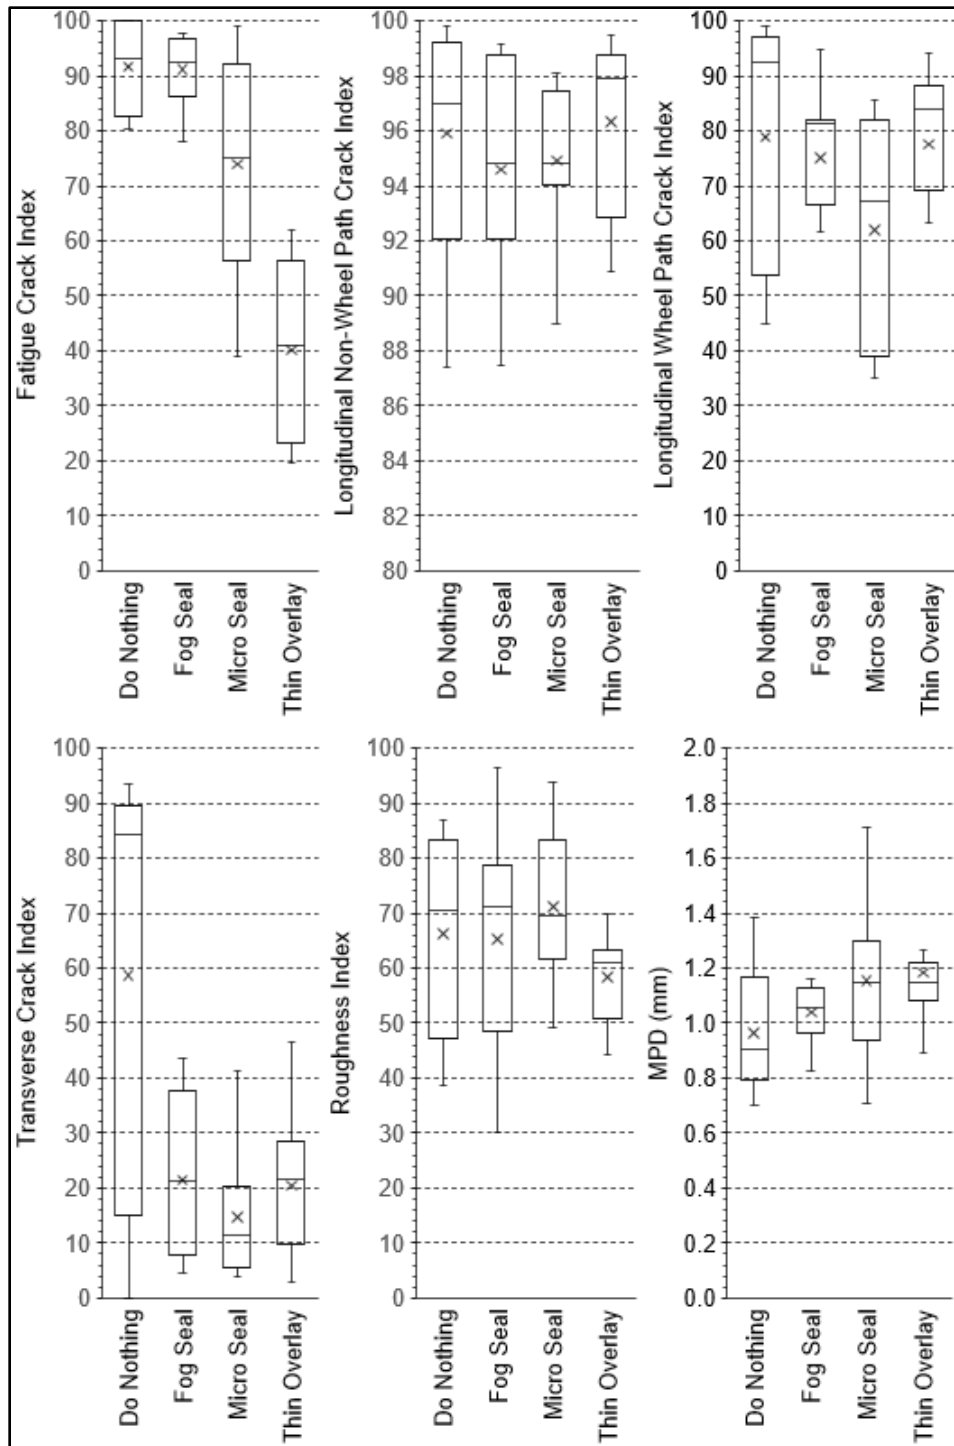 Fatigue Crack Index
100
90
80
70
60
50
40
30
20
10
0
Do Nothing
Fog Seal
Micro Seal
Thin Overlay
Longitudinal Non-Wheel Path Crack Index
100
98
96
94
92
90
88
86
84
82
80
Do Nothing
Fog Seal
Micro Seal
Thin Overlay
Longitudinal Wheel Path Crack Index
100
90
80
70
60
50
40
30
20
10
0
Do Nothing
Fog Seal
Micro Seal
Thin Overlay
Transverse Crack Index
100
90
80
70
60
50
40
30
20
10
0
Do Nothing
Fog Seal
Micro Seal
Thin Overlay
Roughness Index
100
90
80
70
60
50
40
30
20
10
0
Do Nothing
Fog Seal
Micro Seal
Thin Overlay
MPD (mm)
2.0
1.8
1.6
1.4
1.2
1.0
0.8
0.6
0.4
0.2
0.0
Do Nothing
Fog Seal
Micro Seal
Thin Overlay